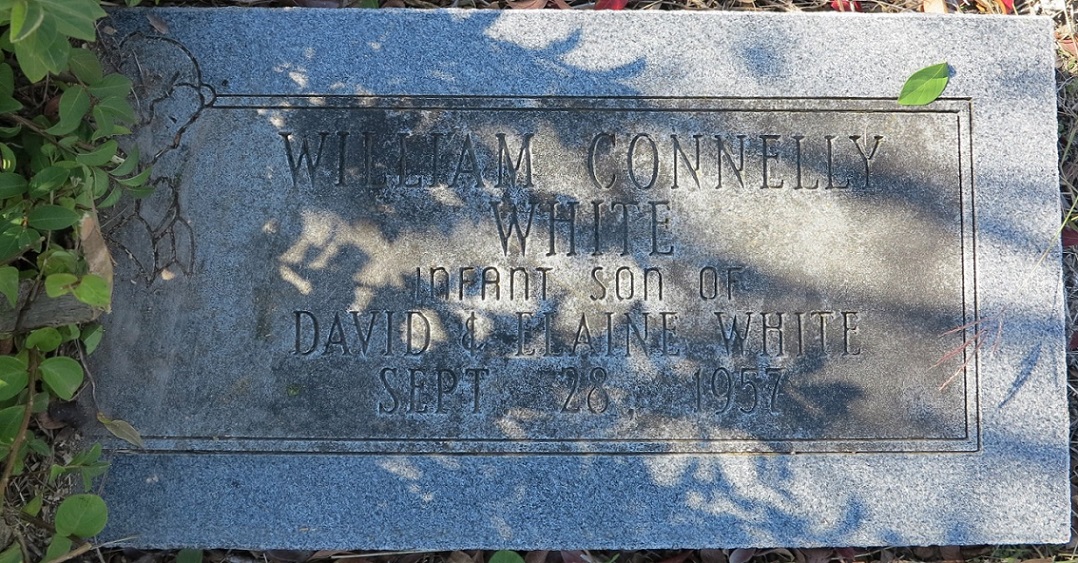 WILLIAM CONNELLY
WHITE
INFANT SON OF
DAVID & ELAINE WHITE
SEPT 28, 1957